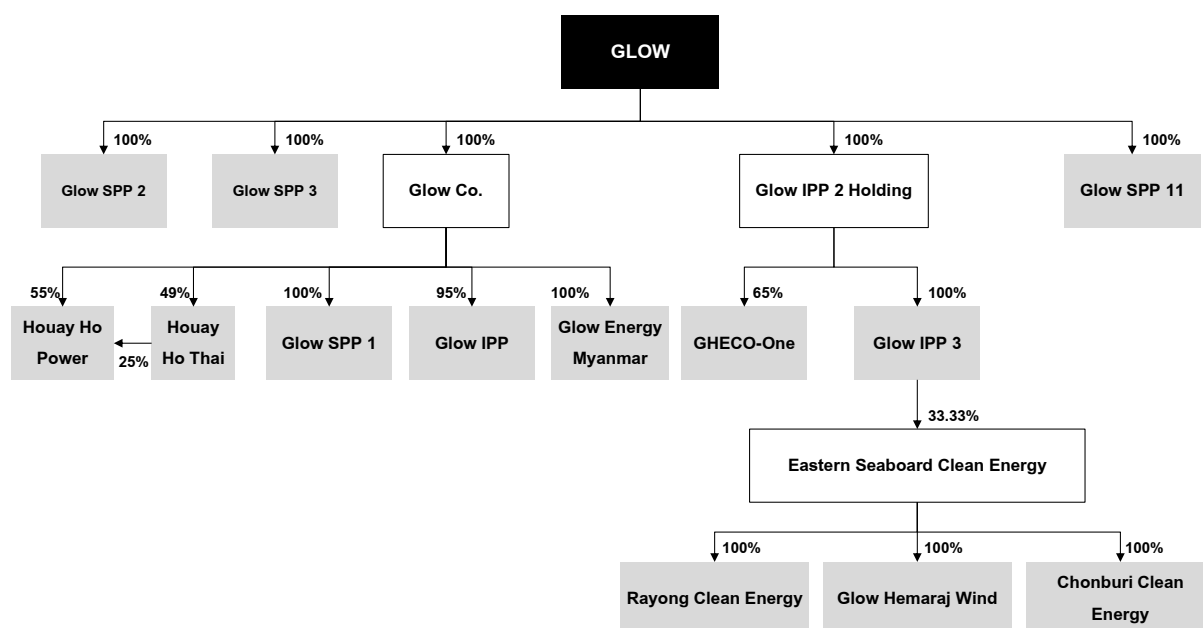 GLOW
100%
100%
100%
100%
100%
Glow SPP 2
Glow SPP 3
Glow Co.
Glow IPP 2 Holding
Glow SPP 11
55%
49%
100%
95%
100%
65%
100%
Houay Ho
Power
25%
Houay
Ho Thai
Glow SPP 1
Glow IPP
Glow Energy
Myanmar
GHECO-One
Glow IPP 3
33.33%
Eastern Seaboard Clean Energy
100%
100%
100%
Rayong Clean Energy
Glow Hemaraj Wind
Chonburi Clean
Energy